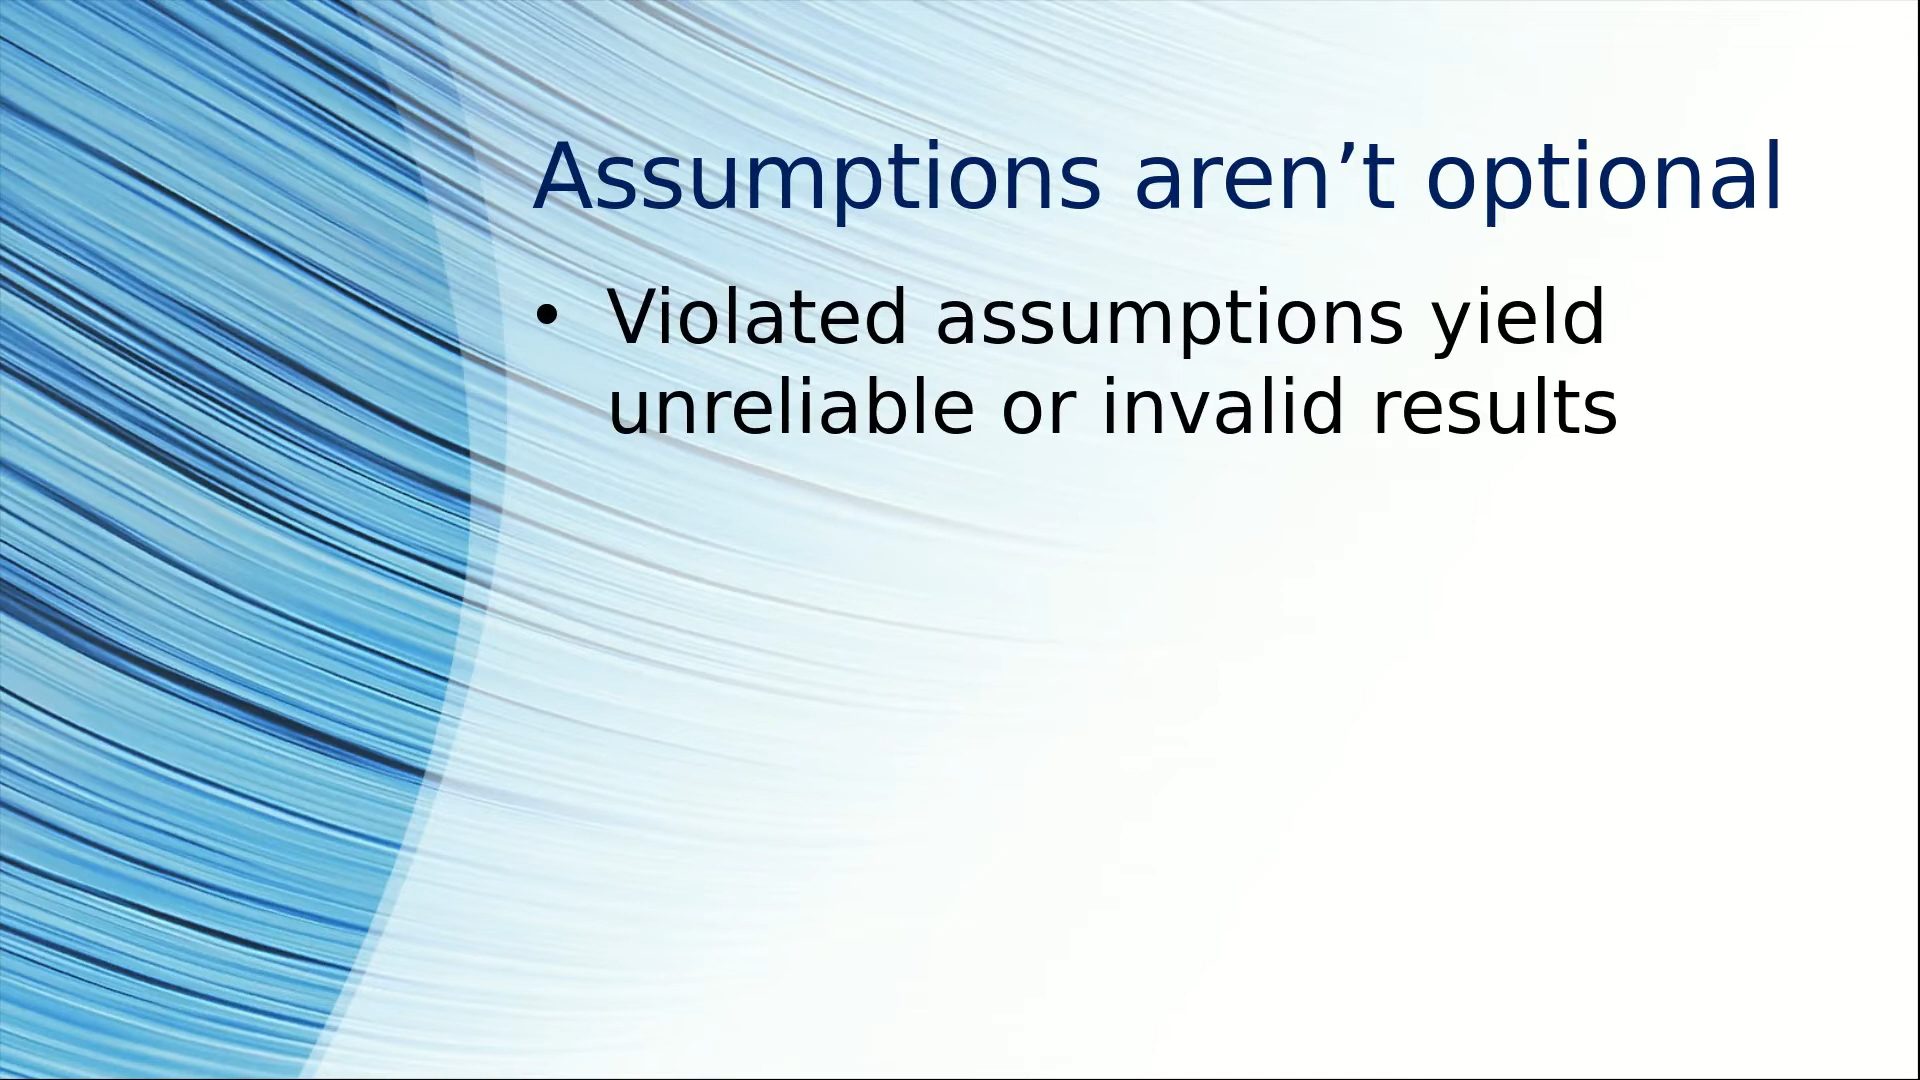 Assumptions aren’t optional
• Violated assumptions yield
unreliable or invalid results